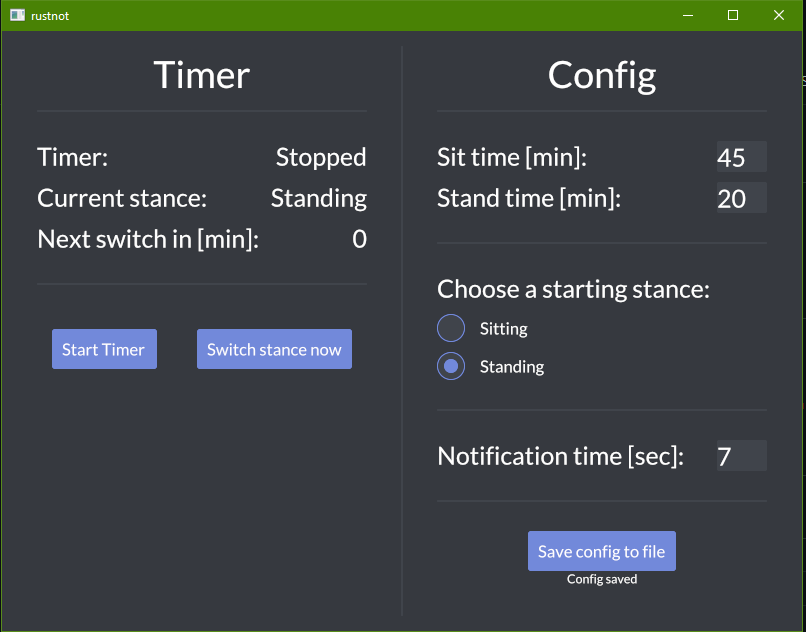 rustnot
Timer
Timer: Stopped
Current stance: Standing
Next switch in [min]: 0
Start Timer Switch stance now
Config
Sit time [min]: 45
Stand time [min]: 20
Choose a starting stance:
Sitting
Standing
Notification time [sec]: 7
Save config to file
Config saved